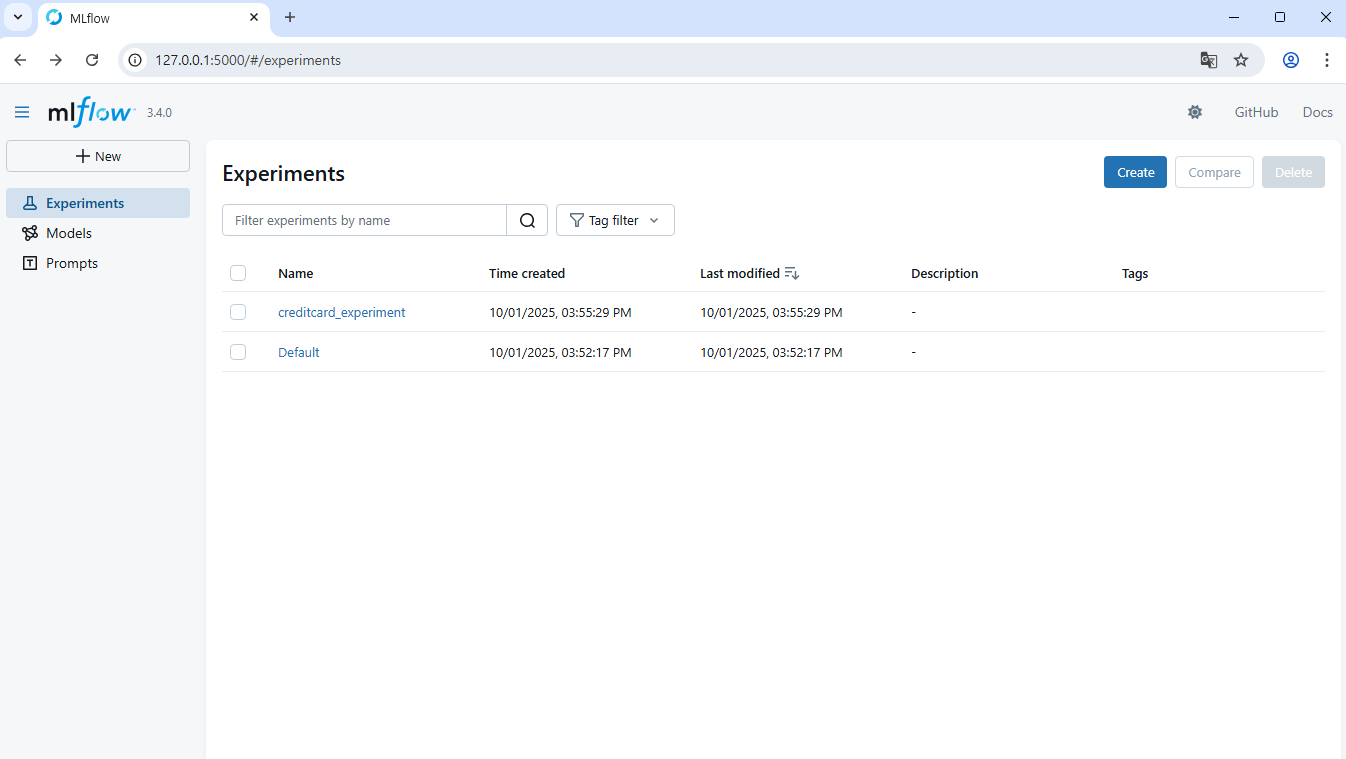 MLflow
127.0.0.1:5000/#/experiments
mlflow 3.4.0 GitHub Docs
New
Experiments
Models
Prompts
Experiments Create Compare Delete
Filter experiments by name Tag filter
Name Time created Last modified Description Tags
creditcard_experiment 10/01/2025, 03:55:29 PM 10/01/2025, 03:55:29 PM -
Default 10/01/2025, 03:52:17 PM 10/01/2025, 03:52:17 PM -